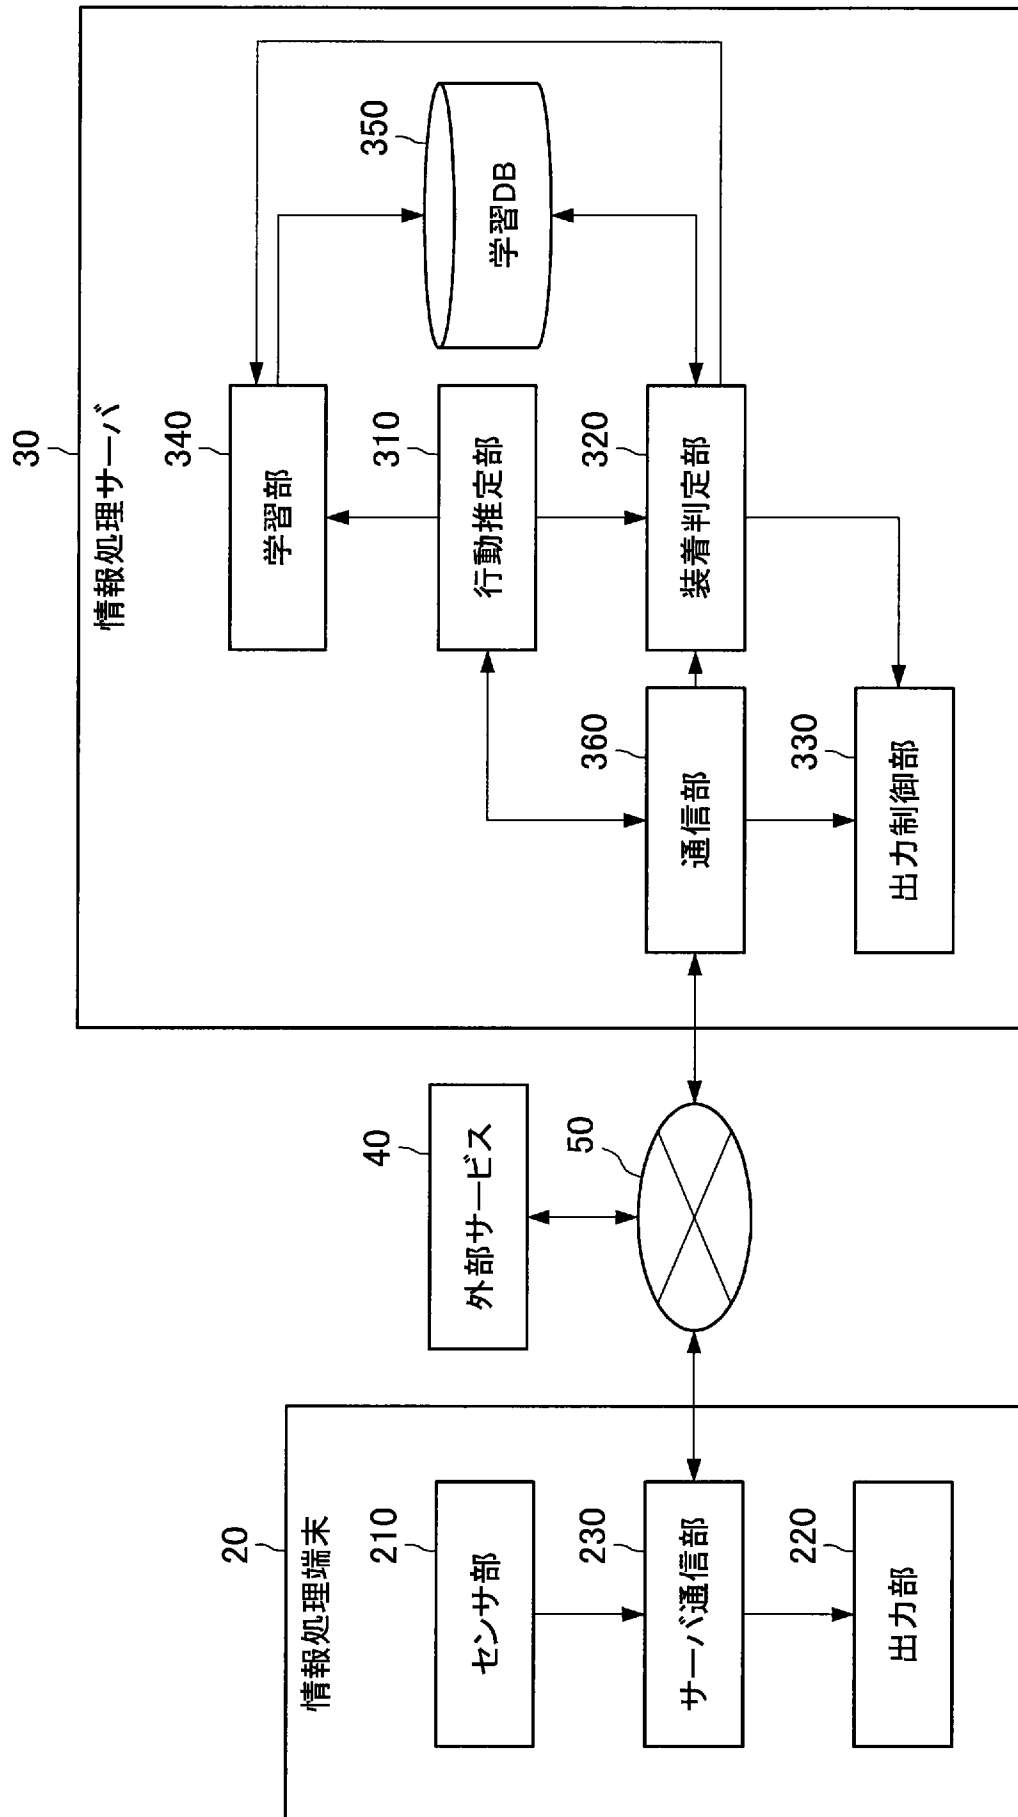 20
情報処理端末
210
センサ部
230
サーバ通信部
220
出力部
40
外部サービス
50
30
情報処理サーバ
340
学習部
350
学習DB
310
行動推定部
320
装着判定部
360
通信部
330
出力制御部